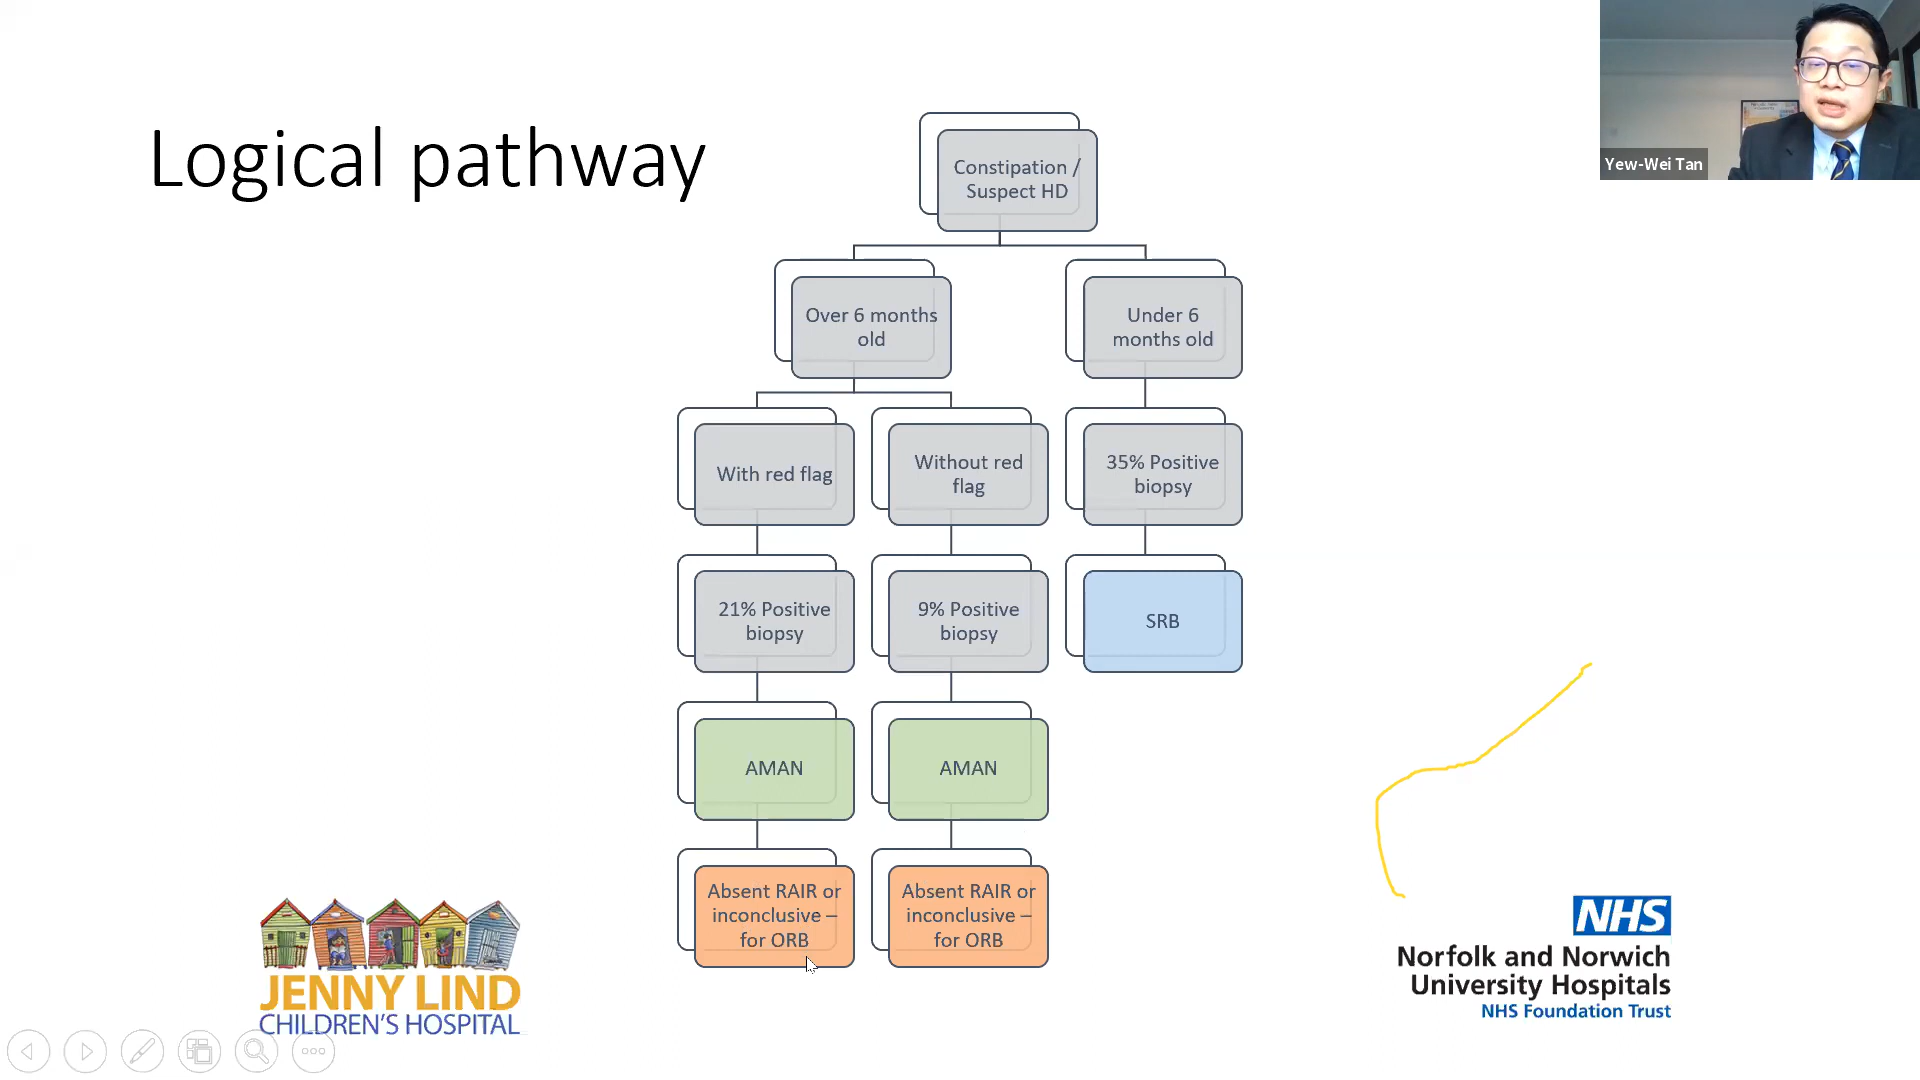 Logical pathway
Constipation /
Suspect HD
Over 6 months
old
Under 6
months old
With red flag
Without red
flag
35% Positive
biopsy
21% Positive
biopsy
9% Positive
biopsy
SRB
AMAN
AMAN
Absent RAIR or
inconclusive –
for ORB
Absent RAIR or
inconclusive –
for ORB
JENNY LIND
CHILDREN'S HOSPITAL
NHS
Norfolk and Norwich
University Hospitals
NHS Foundation Trust
Yew-Wei Tan